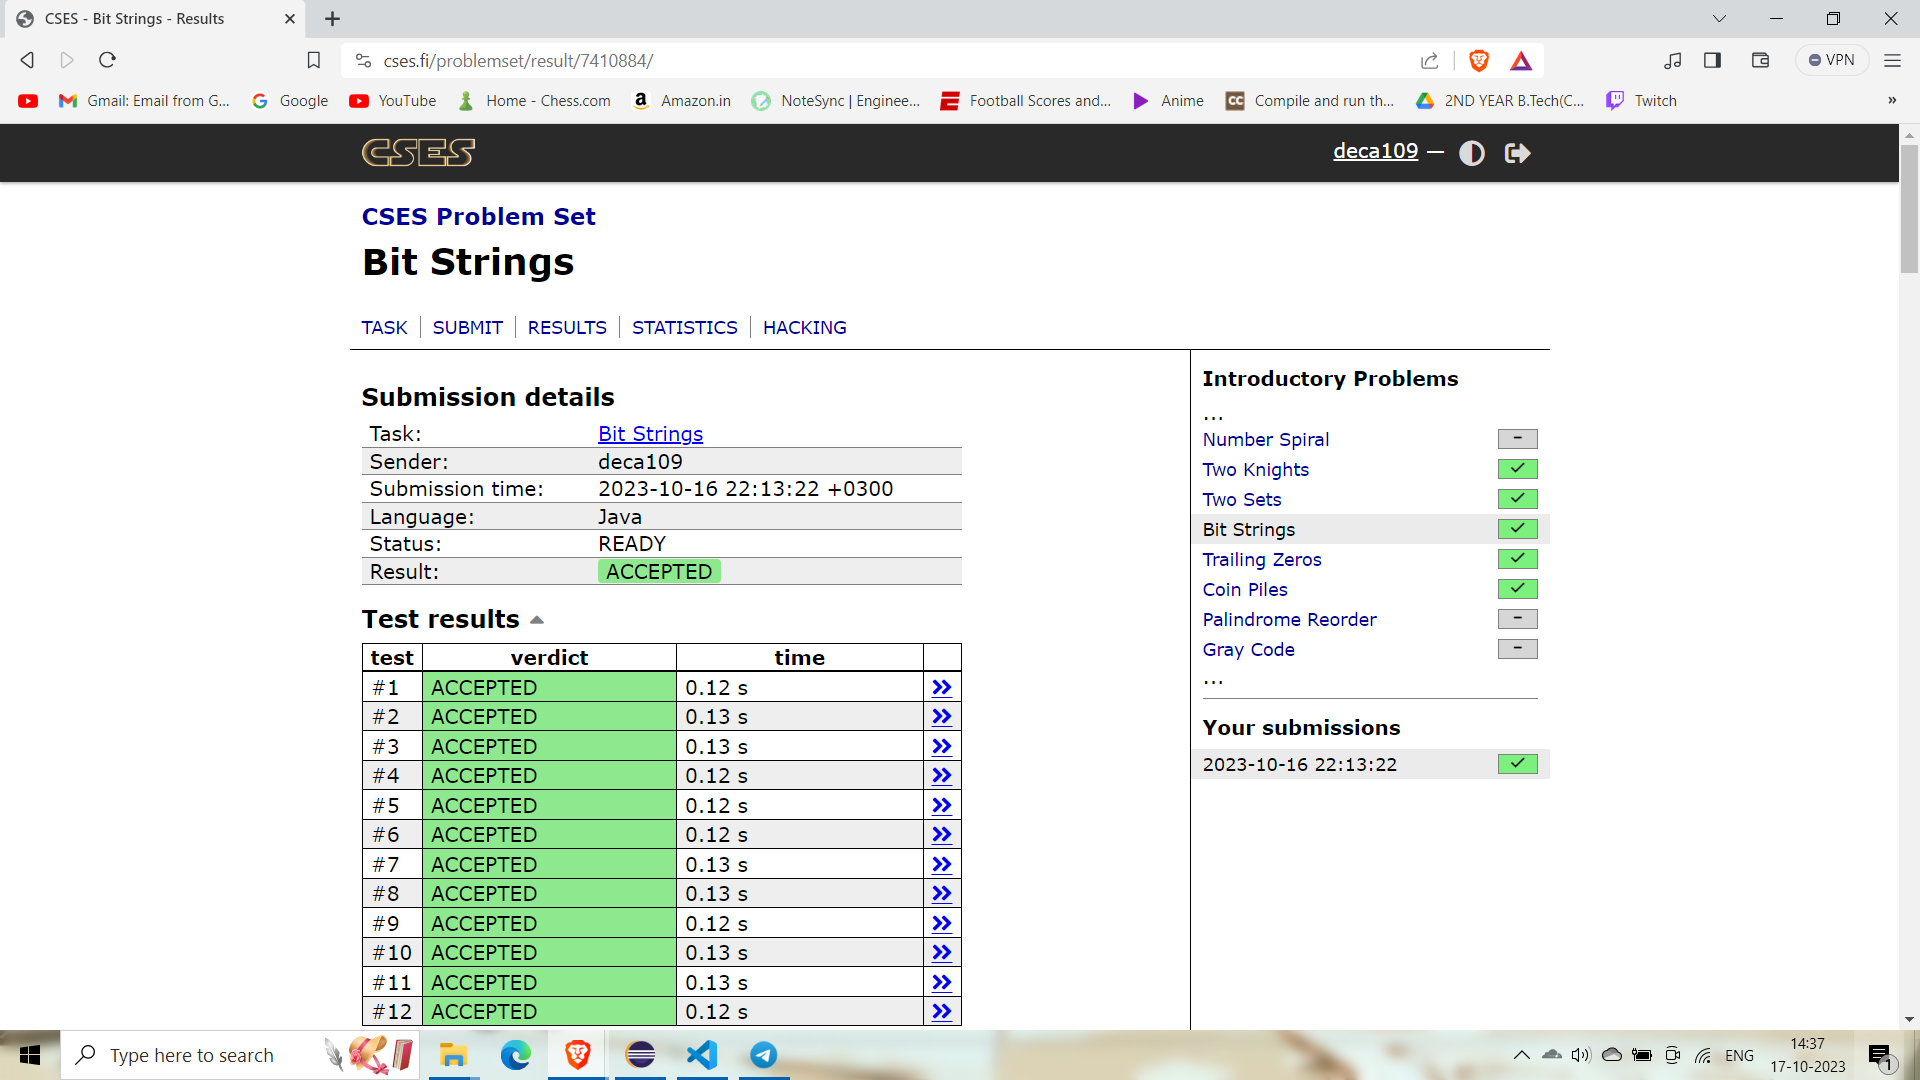 CSES - Bit Strings - Results
cses.fi/problemset/result/7410884/
VPN
Gmail: Email from G...
Google
YouTube
Home - Chess.com
Amazon.in
NoteSync | Enginee...
Football Scores and...
Anime
CC
Compile and run th...
2ND YEAR B.Tech(C...
Twitch
»
CSES
deca109 —
CSES Problem Set
Bit Strings
TASK
SUBMIT
RESULTS
STATISTICS
HACKING
Submission details
Task: Bit Strings
Sender: deca109
Submission time: 2023-10-16 22:13:22 +0300
Language: Java
Status: READY
Result: ACCEPTED
Test results
test verdict time
#1 ACCEPTED 0.12 s
#2 ACCEPTED 0.13 s
#3 ACCEPTED 0.13 s
#4 ACCEPTED 0.12 s
#5 ACCEPTED 0.12 s
#6 ACCEPTED 0.12 s
#7 ACCEPTED 0.13 s
#8 ACCEPTED 0.13 s
#9 ACCEPTED 0.12 s
#10 ACCEPTED 0.13 s
#11 ACCEPTED 0.13 s
#12 ACCEPTED 0.12 s
Introductory Problems
...
Number Spiral
Two Knights
Two Sets
Bit Strings
Trailing Zeros
Coin Piles
Palindrome Reorder
Gray Code
...
Your submissions
2023-10-16 22:13:22
Type here to search
ENG
14:37
17-10-2023
1